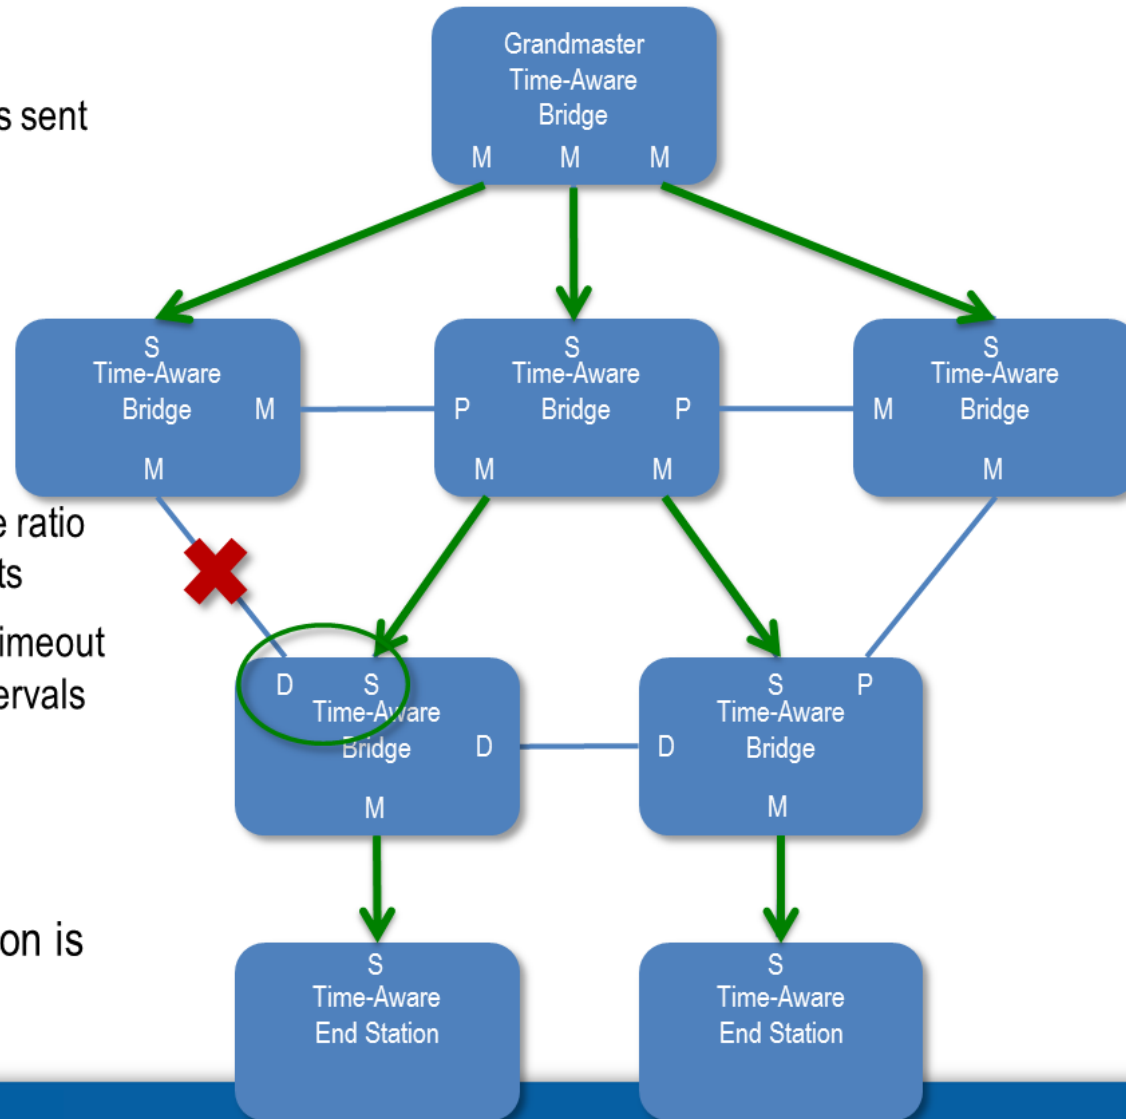 Grandmaster
Time-Aware
Bridge
M M M
s sent
S
Time-Aware
Bridge M
M
S
Time-Aware
P Bridge P
M M
S
Time-Aware
M Bridge
M
e ratio
ts
imeout
ervals
D S
Time-Aware
Bridge D
M
S P
Time-Aware
D Bridge
M
on is
S
Time-Aware
End Station
S
Time-Aware
End Station